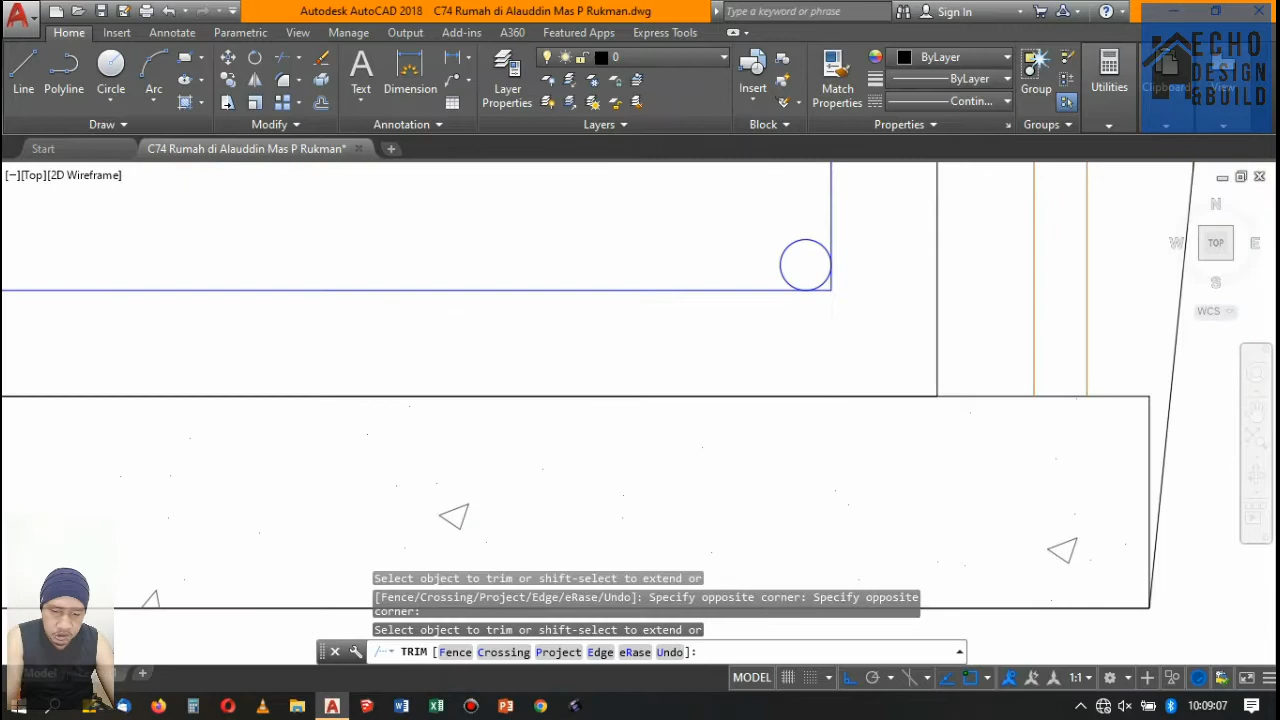 Autodesk AutoCAD 2018 C74 Rumah di Alauddin Mas P Rukman.dwg
Type a keyword or phrase
Sign In
Home Insert Annotate Parametric View Manage Output Add-ins A360 Featured Apps Express Tools
ECHO
DESIGN
&BUILD
Line Polyline Circle Arc
Text Dimension
Layer
Properties
0
Insert
Match
Properties
ByLayer
ByLayer
Contin...
Group
Utilities
Clipboard
View
Draw Modify Annotation Layers Block Properties Groups
Start C74 Rumah di Alauddin Mas P Rukman*
[−][Top][2D Wireframe]
N
W TOP E
S
WCS
Select object to trim or shift-select to extend or
[Fence/Crossing/Project/Edge/eRase/Undo]: Specify opposite corner: Specify opposite
corner:
Select object to trim or shift-select to extend or
TRIM [Fence Crossing Project Edge eRase Undo]:
Model
MODEL 1:1
10:09:07